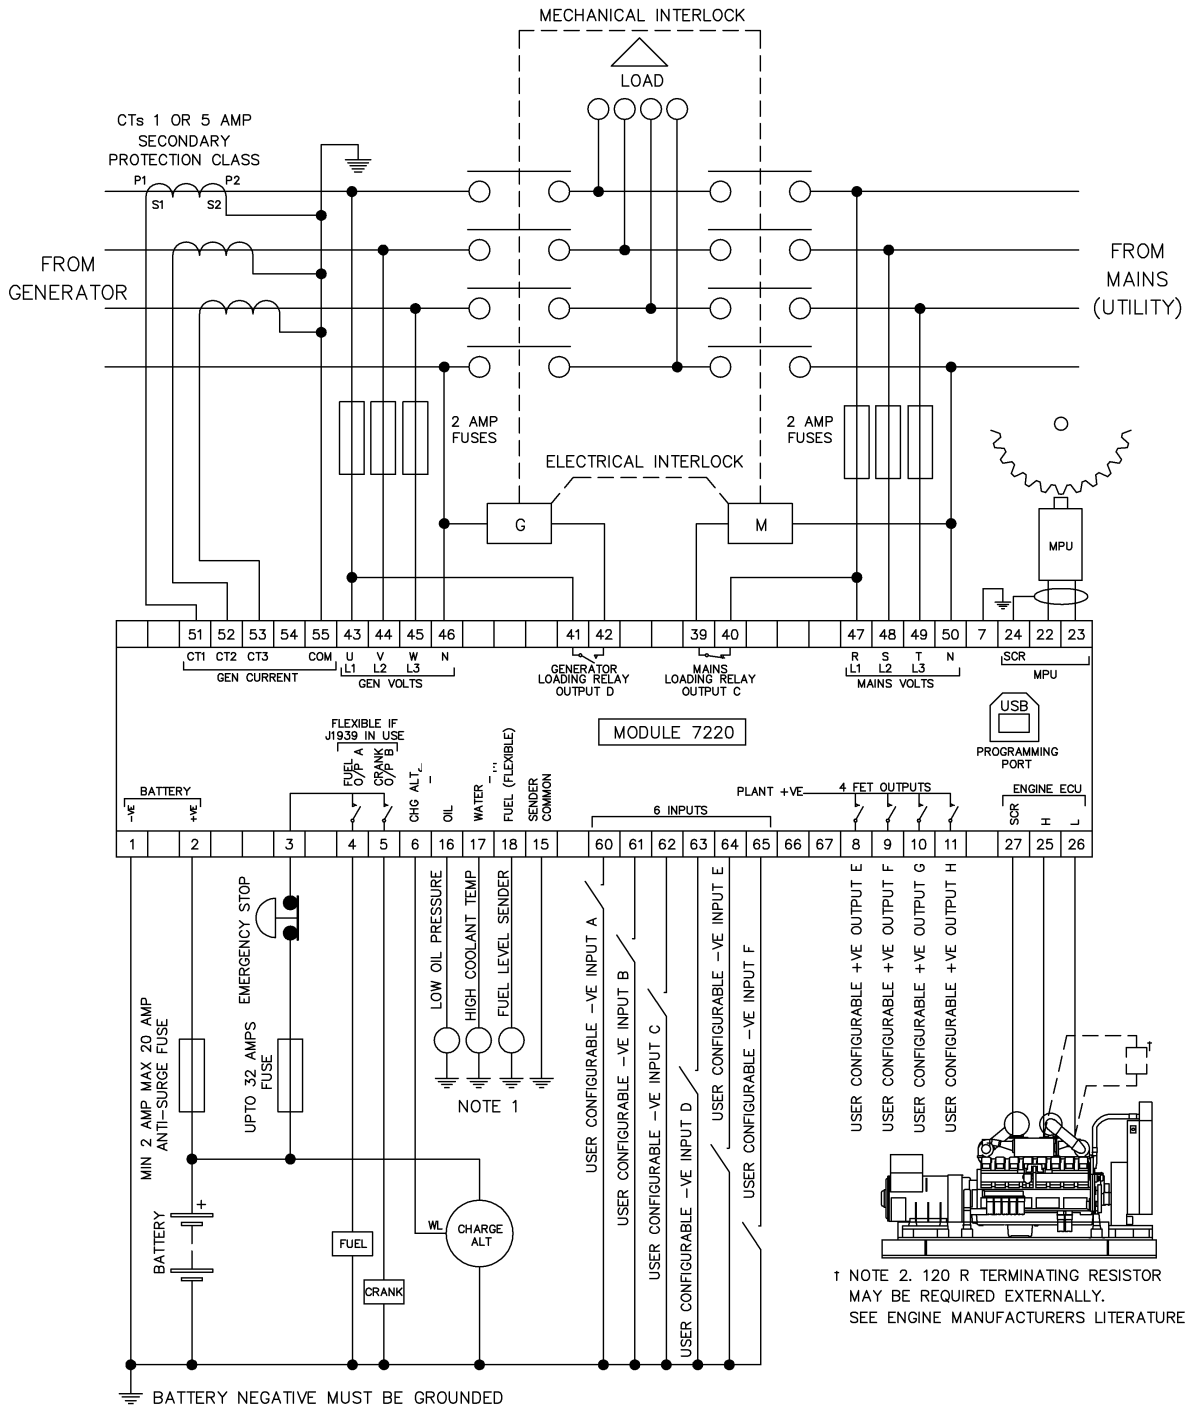 MECHANICAL INTERLOCK
LOAD
CTs 1 OR 5 AMP
SECONDARY
PROTECTION CLASS
P1
P2
S1
S2
FROM
GENERATOR
FROM
MAINS
(UTILITY)
2 AMP
FUSES
2 AMP
FUSES
ELECTRICAL INTERLOCK
G
M
MPU
51
52
53
54
55
43
44
45
46
41
42
39
40
47
48
49
50
7
24
22
23
CT1
CT2
CT3
COM
GEN CURRENT
U
V
W
N
L1
L2
L3
GEN VOLTS
GENERATOR
LOADING RELAY
OUTPUT D
MAINS
LOADING RELAY
OUTPUT C
R
S
T
N
L1
L2
L3
MAINS VOLTS
SCR
MPU
MODULE 7220
USB
PROGRAMMING
PORT
FLEXIBLE IF
J1939 IN USE
FUEL
O/P A
CRANK
O/P B
CHG ALT
OIL
WATER
FUEL (FLEXIBLE)
SENDER
COMMON
BATTERY
-VE
+VE
6 INPUTS
PLANT +VE
4 FET OUTPUTS
ENGINE ECU
SCR
H
L
1
2
3
4
5
6
16
17
18
15
60
61
62
63
64
65
66
67
8
9
10
11
27
25
26
EMERGENCY STOP
LOW OIL PRESSURE
HIGH COOLANT TEMP
FUEL LEVEL SENDER
MIN 2 AMP MAX 20 AMP
ANTI-SURGE FUSE
UPTO 32 AMPS
FUSE
NOTE 1
USER CONFIGURABLE -VE INPUT A
USER CONFIGURABLE -VE INPUT B
USER CONFIGURABLE -VE INPUT C
USER CONFIGURABLE -VE INPUT D
USER CONFIGURABLE -VE INPUT E
USER CONFIGURABLE -VE INPUT F
USER CONFIGURABLE +VE OUTPUT E
USER CONFIGURABLE +VE OUTPUT F
USER CONFIGURABLE +VE OUTPUT G
USER CONFIGURABLE +VE OUTPUT H
†
BATTERY
+
WL
CHARGE
ALT
FUEL
CRANK
† NOTE 2. 120 R TERMINATING RESISTOR
MAY BE REQUIRED EXTERNALLY.
SEE ENGINE MANUFACTURERS LITERATURE
BATTERY NEGATIVE MUST BE GROUNDED